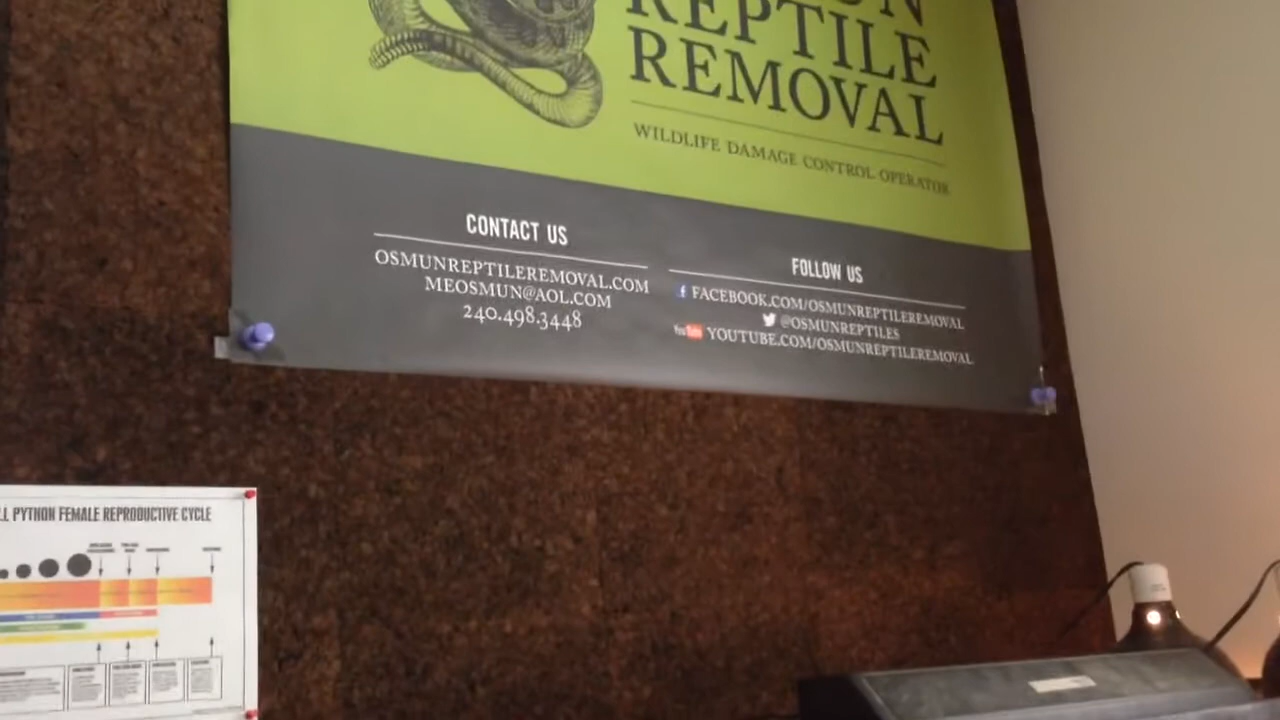 REPTILE
REMOVAL
WILDLIFE DAMAGE CONTROL OPERATOR
CONTACT US
OSMUNREPTILEREMOVAL.COM
MEOSMUN@AOL.COM
240.498.3448
FOLLOW US
f FACEBOOK.COM/OSMUNREPTILEREMOVAL
@OSMUNREPTILES
YouTube YOUTUBE.COM/OSMUNREPTILEREMOVAL
PYTHON FEMALE REPRODUCTIVE CYCLE